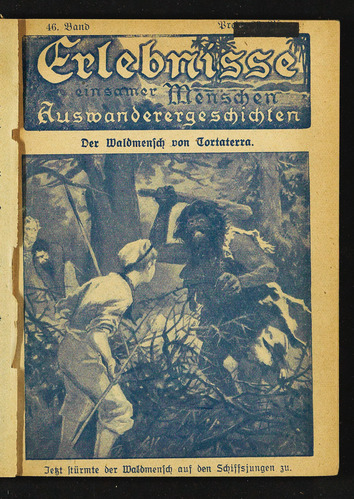 46. Band
Erlebnisse
einsamer Menschen
Auswanderergeschichten
Der Waldmensch von Tortaterra.
Jetzt stürmte der Waldmensch auf den Schiffsjungen zu.